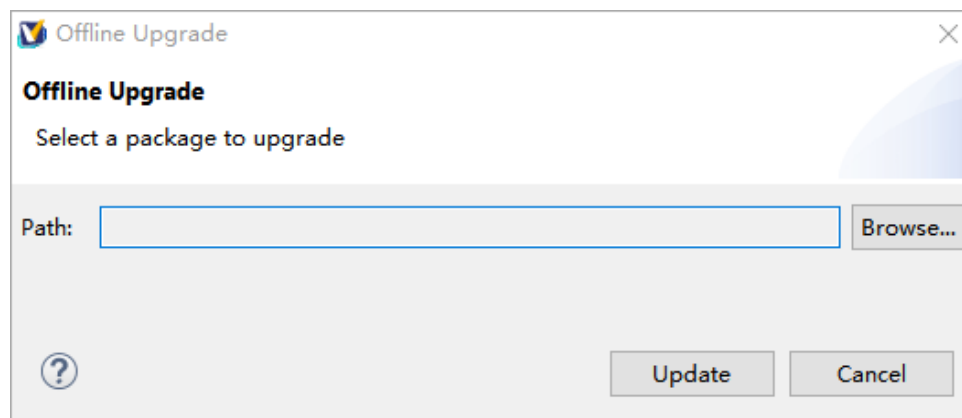 Offline Upgrade
Offline Upgrade
Select a package to upgrade
Path:
Browse...
?
Update
Cancel